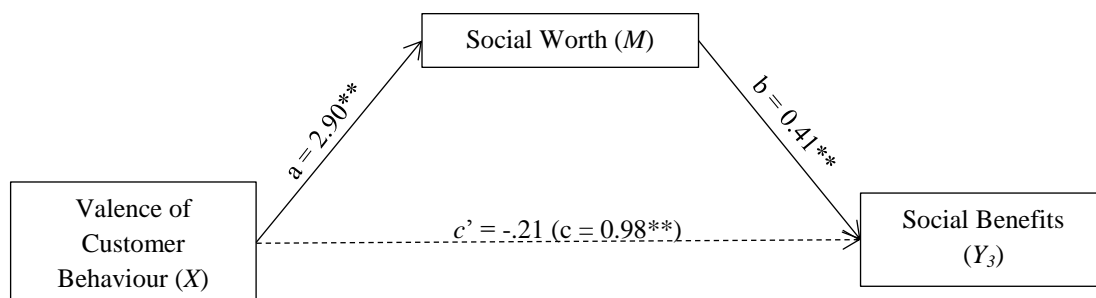 Social Worth (M)
a = 2.90**
b = 0.41**
Valence of
Customer
Behaviour (X)
c’ = -.21 (c = 0.98**)
Social Benefits
(Y3)